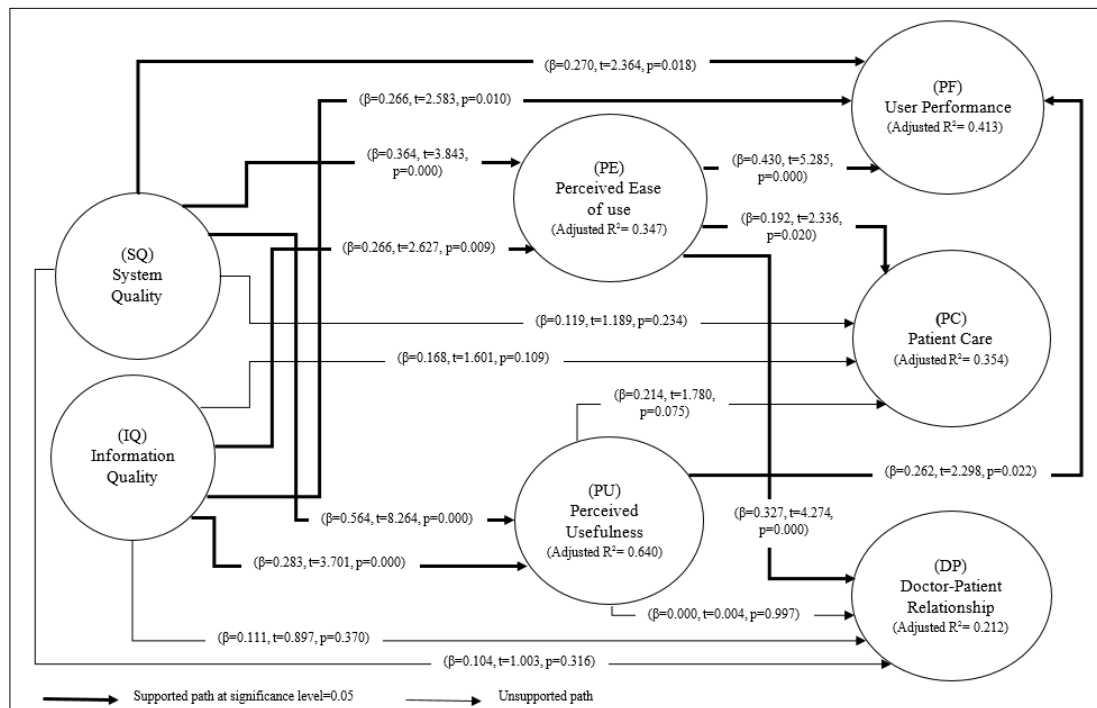 (β=0.270, t=2.364, p=0.018)
(PF)
User Performance
(Adjusted R²= 0.413)
(β=0.266, t=2.583, p=0.010)
(β=0.364, t=3.843,
p=0.000)
(PE)
Perceived Ease
of use
(Adjusted R²= 0.347)
(β=0.430, t=5.285,
p=0.000)
(β=0.192, t=2.336,
p=0.020)
(SQ)
System
Quality
(β=0.266, t=2.627, p=0.009)
(β=0.119, t=1.189, p=0.234)
(PC)
Patient Care
(Adjusted R²= 0.354)
(β=0.168, t=1.601, p=0.109)
(β=0.214, t=1.780,
p=0.075)
(IQ)
Information
Quality
(PU)
Perceived
Usefulness
(Adjusted R²= 0.640)
(β=0.262, t=2.298, p=0.022)
(β=0.564, t=8.264, p=0.000)
(β=0.327, t=4.274,
p=0.000)
(β=0.283, t=3.701, p=0.000)
(DP)
Doctor-Patient
Relationship
(Adjusted R²= 0.212)
(β=0.000, t=0.004, p=0.997)
(β=0.111, t=0.897, p=0.370)
(β=0.104, t=1.003, p=0.316)
Supported path at significance level=0.05
Unsupported path